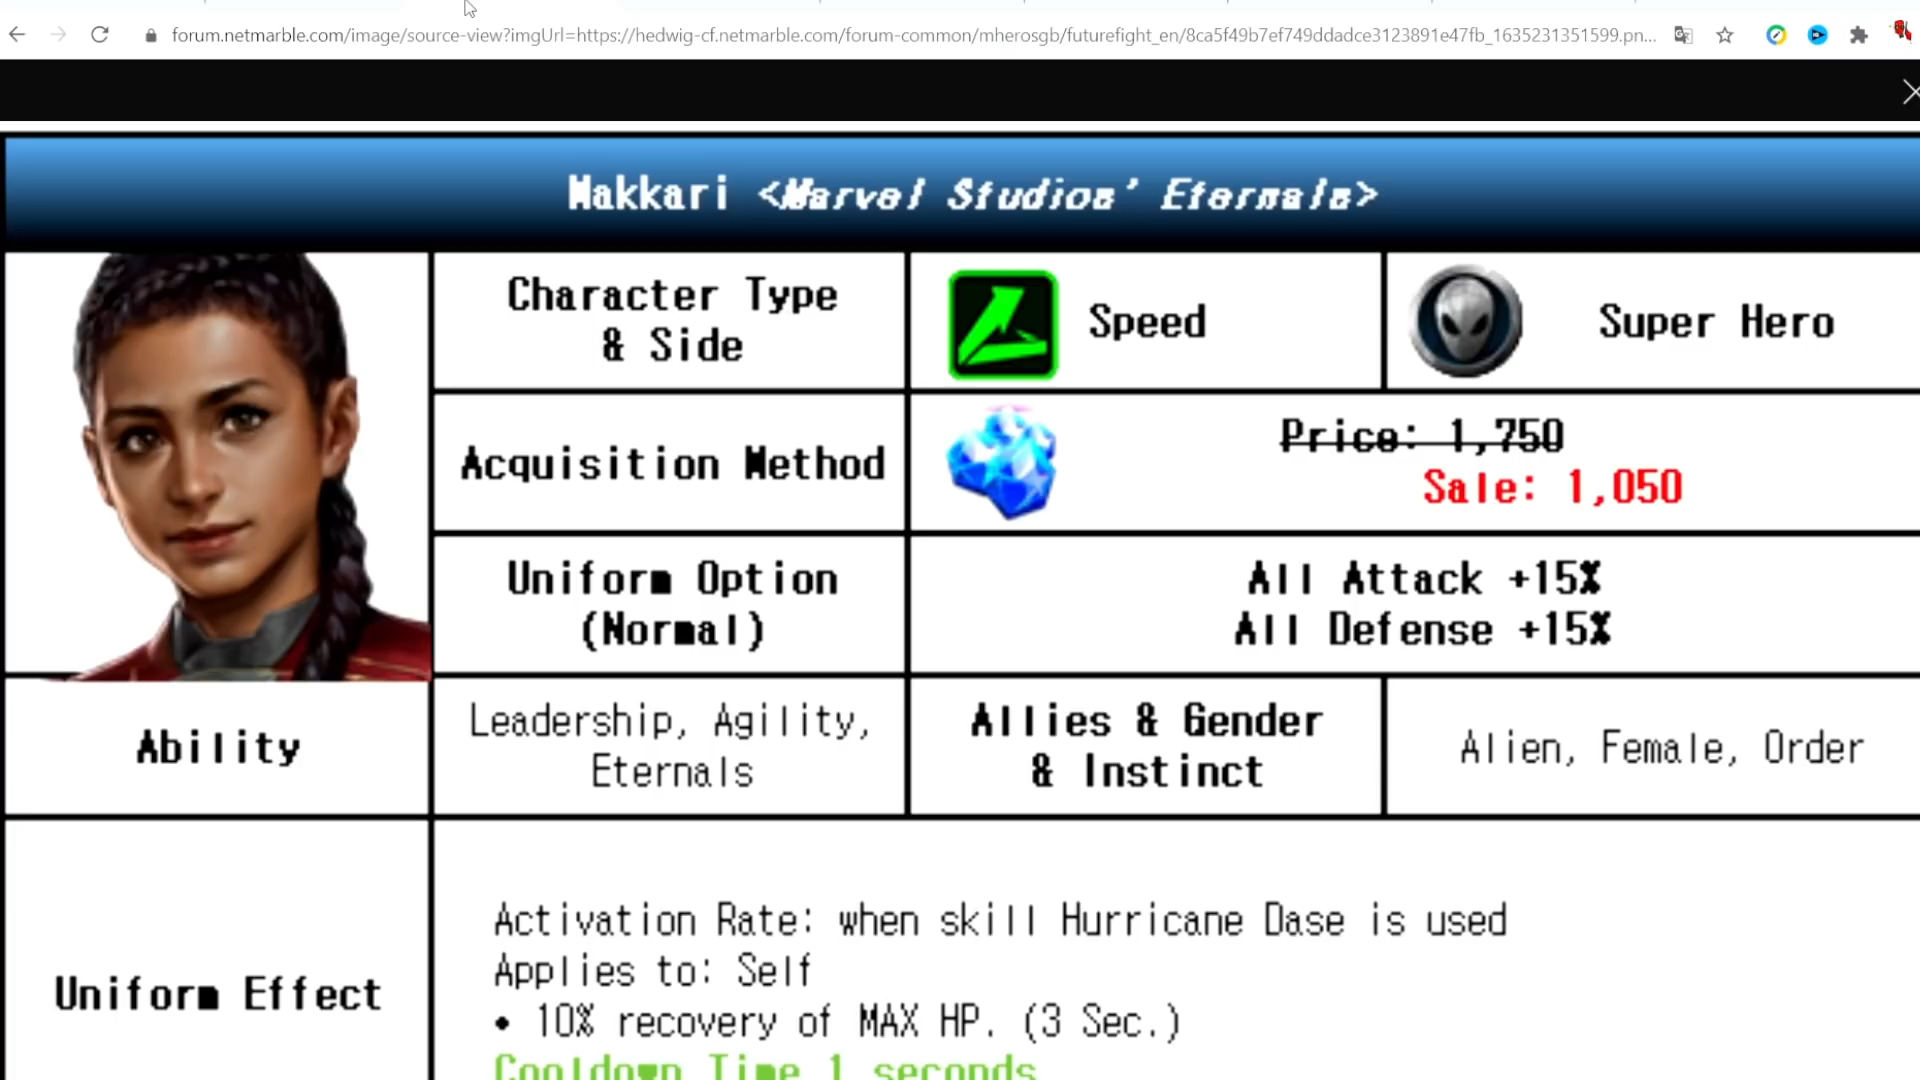 forum.netmarble.com/image/source-view?imgUrl=https://hedwig-cf.netmarble.com/forum-common/mherosgb/futurefight_en/8ca5f49b7ef749ddadce3123891e47fb_1635231351599.pn...
Makkari <Marvel Studios' Eternals>
Character Type
& Side
Speed
Super Hero
Acquisition Method
Price: 1,750
Sale: 1,050
Uniform Option
(Normal)
All Attack +15%
All Defense +15%
Ability
Leadership, Agility,
Eternals
Allies & Gender
& Instinct
Alien, Female, Order
Uniform Effect
Activation Rate: when skill Hurricane Dase is used
Applies to: Self
• 10% recovery of MAX HP. (3 Sec.)
Cooldown Time 1 seconds